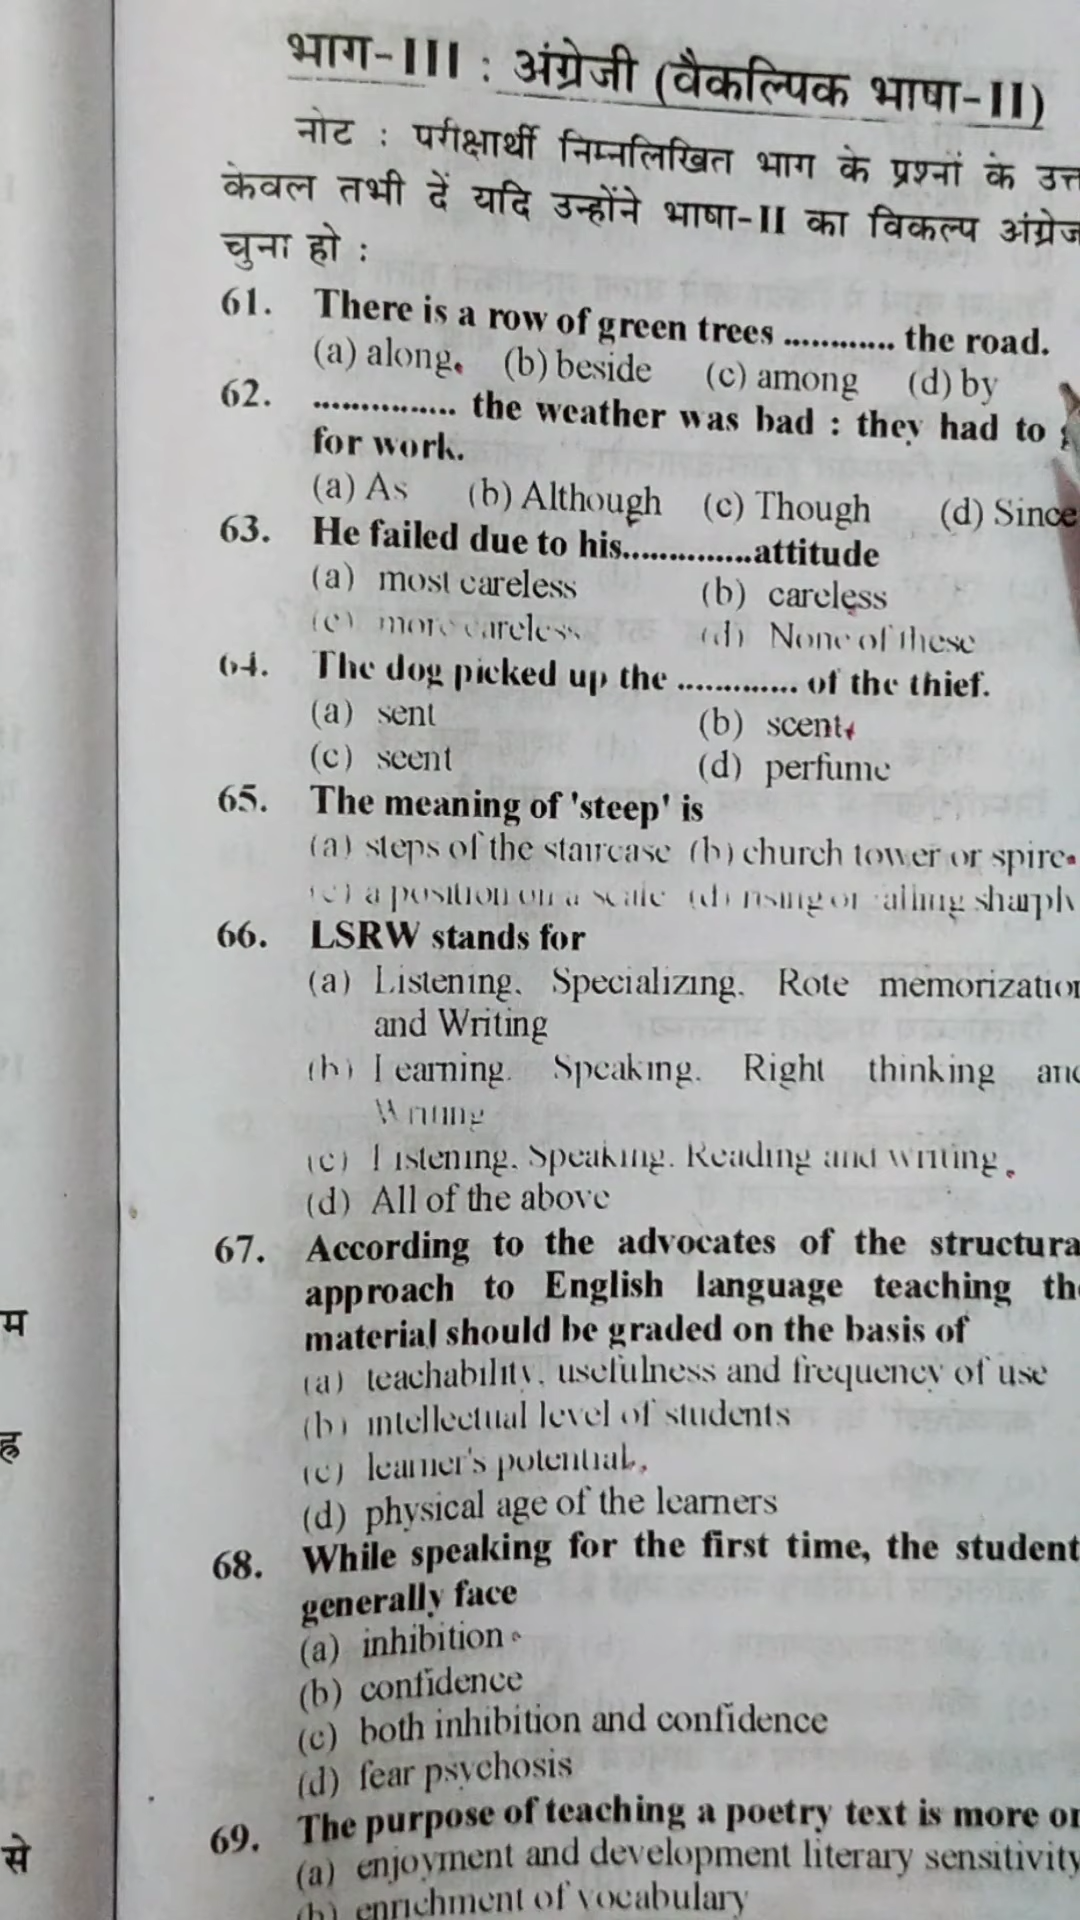 भाग-III : अंग्रेजी (वैकल्पिक भाषा-II)
नोट : परीक्षार्थी निम्नलिखित भाग के प्रश्नों के उत्त
केवल तभी दें यदि उन्होंने भाषा-II का विकल्प अंग्रेज
चुना हो :
61. There is a row of green trees ............ the road.
(a) along (b) beside (c) among (d) by
62. ............... the weather was bad : they had to
for work.
(a) As (b) Although (c) Though (d) Since
63. He failed due to his...............attitude
(a) most careless (b) careless
(c) more careless (d) None of these
64. The dog picked up the ............. of the thief.
(a) sent (b) scent
(c) seent (d) perfume
65. The meaning of 'steep' is
(a) steps of the staircase (b) church tower or spire
(c) a position on a scale (d) rising or falling sharply
66. LSRW stands for
(a) Listening, Specializing, Rote memorization
and Writing
(b) Learning, Speaking, Right thinking and
Writing
(c) Listening, Speaking, Reading and writing
(d) All of the above
67. According to the advocates of the structura
approach to English language teaching the
material should be graded on the basis of
(a) teachability, usefulness and frequency of use
(b) intellectual level of students
(c) learner's potential
(d) physical age of the learners
68. While speaking for the first time, the student
generally face
(a) inhibition
(b) confidence
(c) both inhibition and confidence
(d) fear psychosis
69. The purpose of teaching a poetry text is more or
(a) enjoyment and development literary sensitivity
(b) enrichment of vocabulary
म
ह्न
से